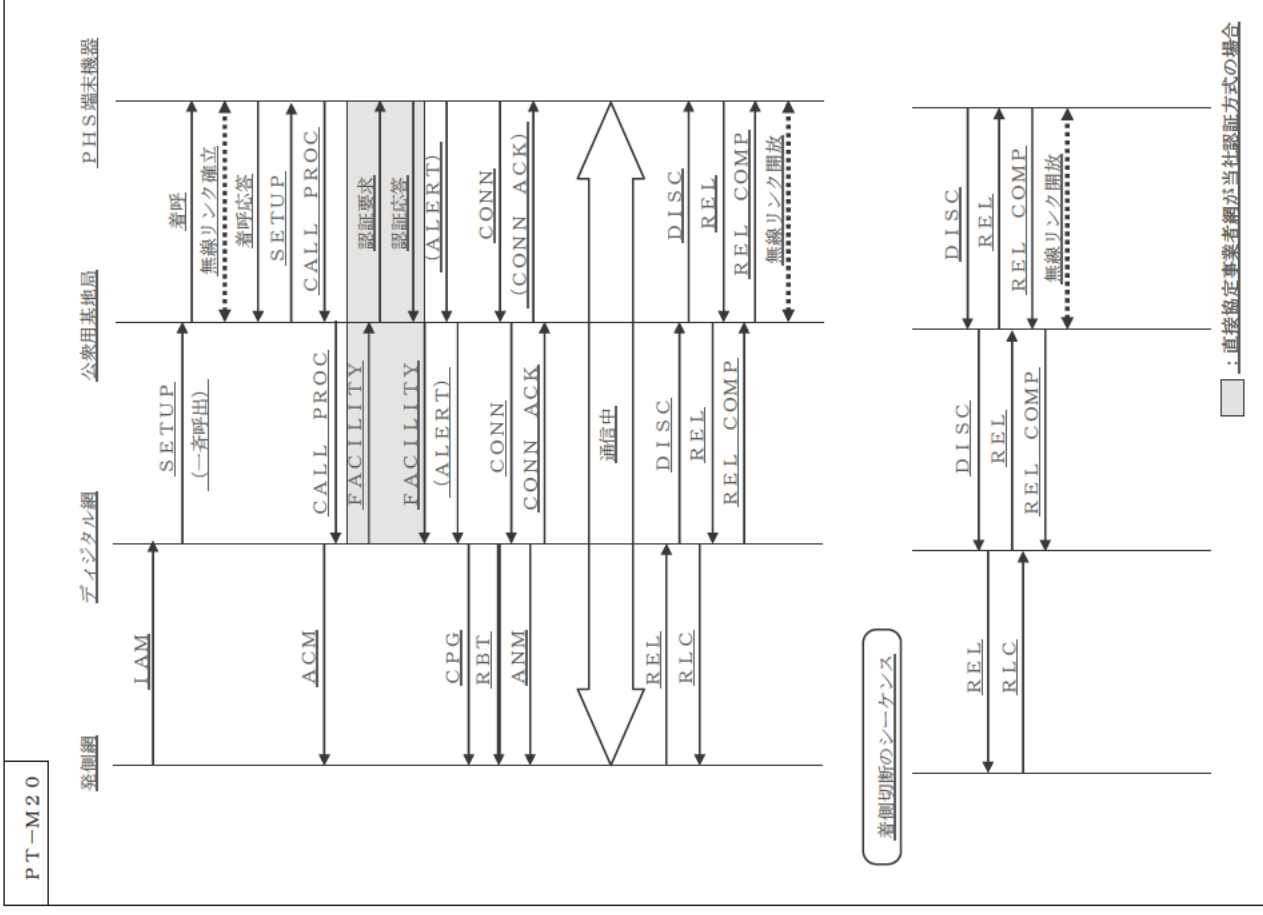 PT－M20
発側網 ディジタル網 公衆用基地局 PHS端末機器
IAM
SETUP
着呼
(一斉呼出)
無線リンク確立
着呼応答
SETUP
ACM
CALL PROC
CALL PROC
FACILITY
認証要求
認証応答
FACILITY
(ALERT)
(ALERT)
CPG
RBT
CONN
CONN
ANM
(CONN ACK)
CONN ACK
通信中
REL
DISC
DISC
RLC
REL
REL
REL COMP
REL COMP
無線リンク開放
着側切断のシーケンス
DISC
DISC
REL
REL
REL
RLC
REL COMP
REL COMP
無線リンク開放
：直接協定事業者網が当社認証方式の場合